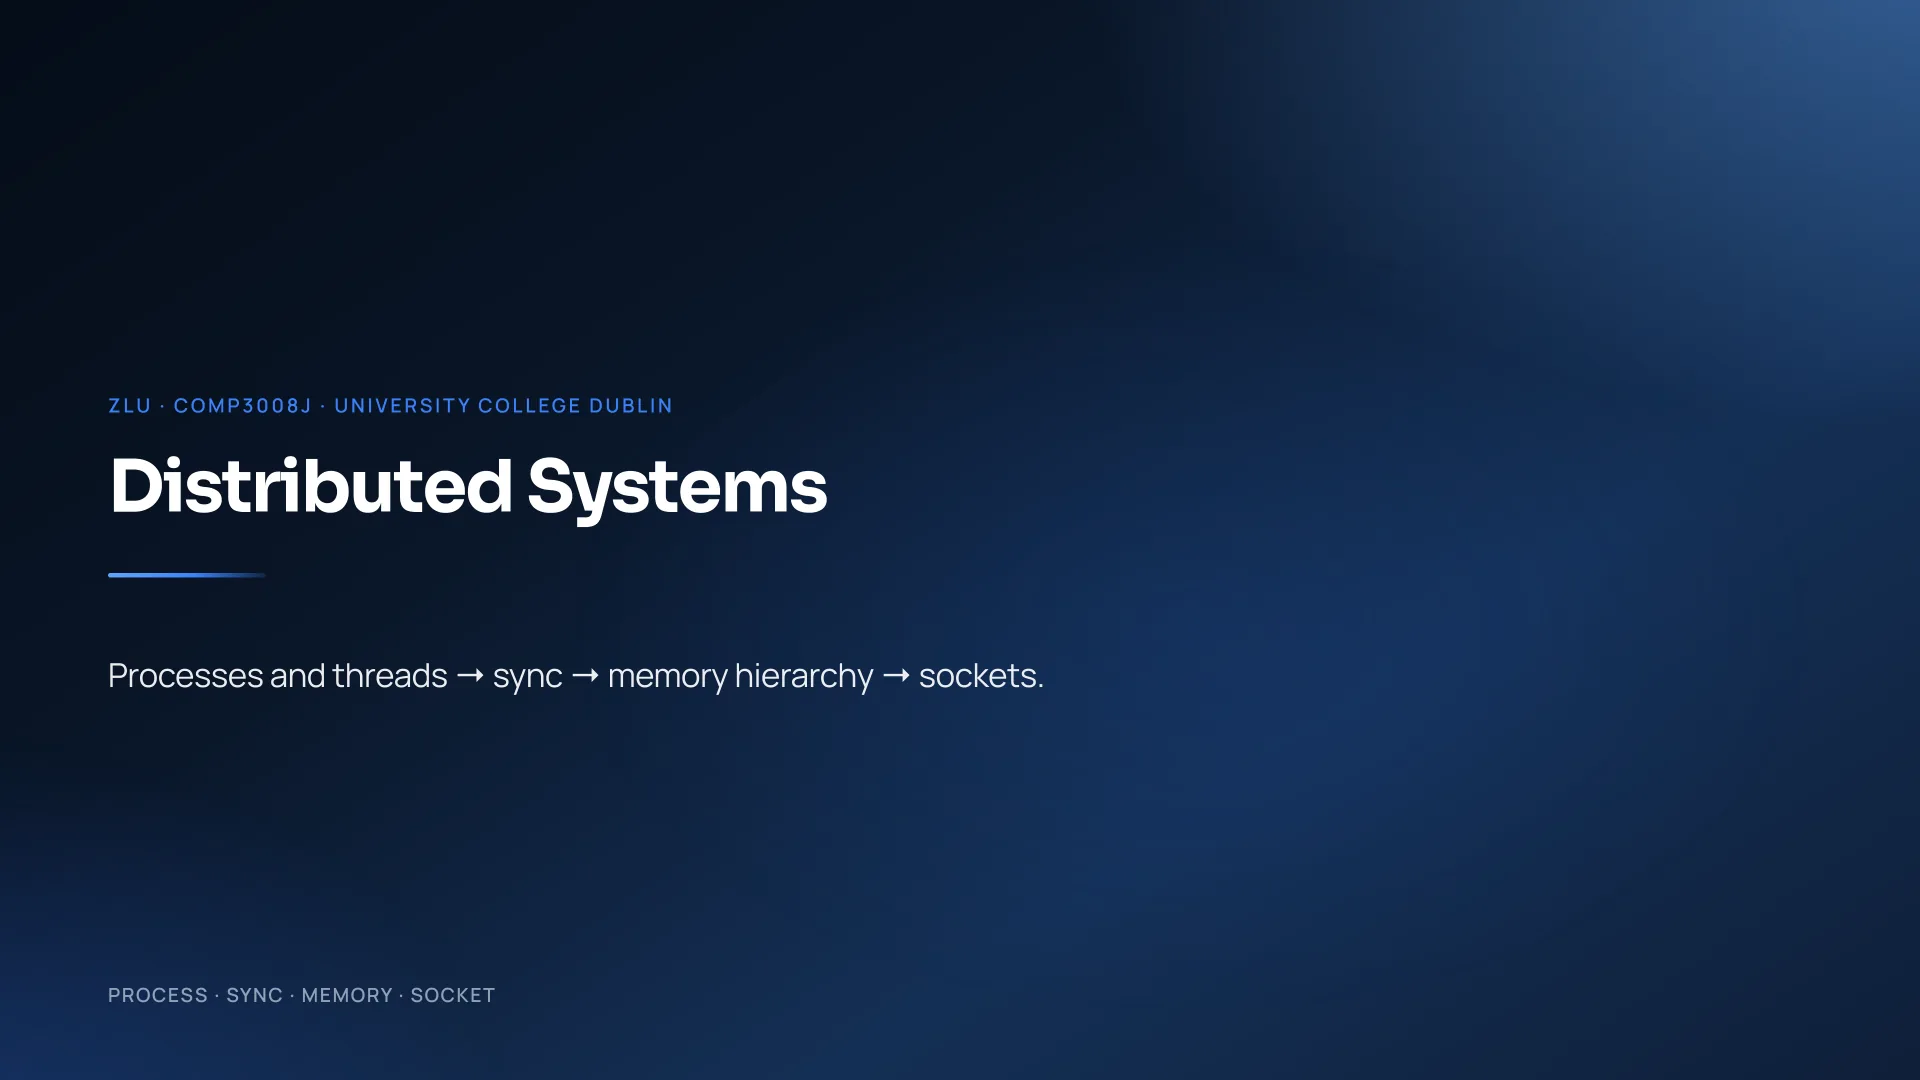 ZLU · COMP3008J · UNIVERSITY COLLEGE DUBLIN
Distributed Systems
Processes and threads → sync → memory hierarchy → sockets.
PROCESS · SYNC · MEMORY · SOCKET